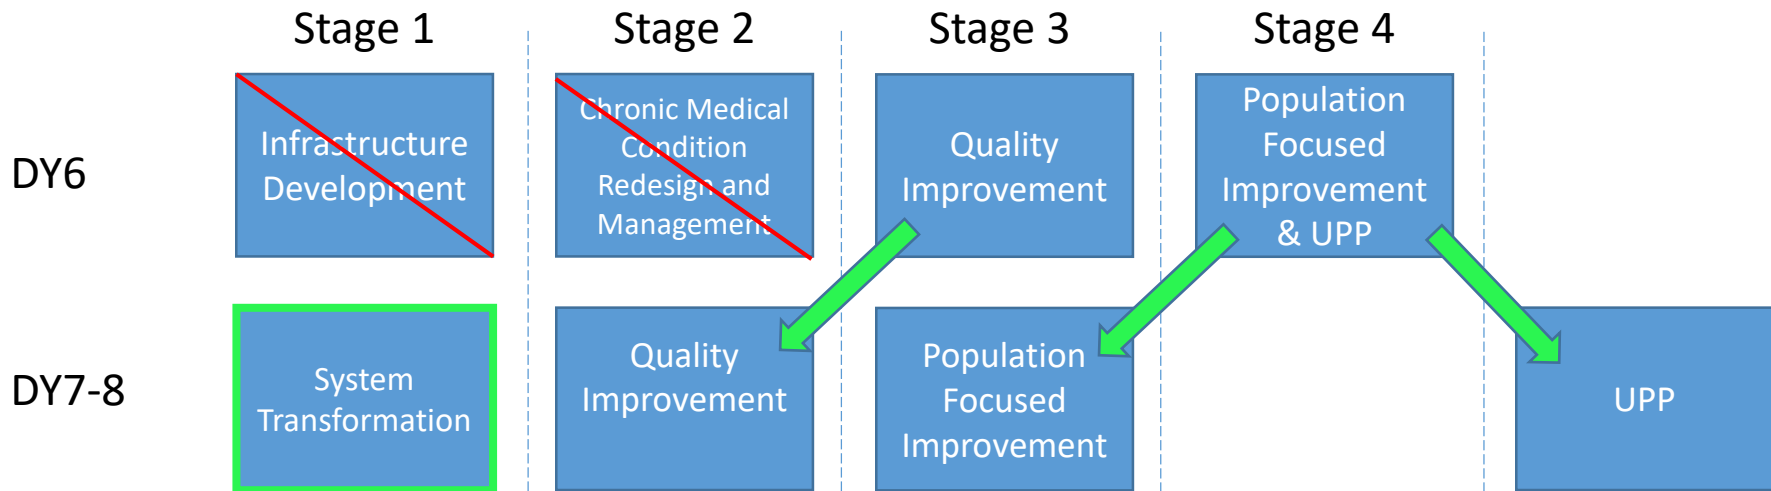 Stage 1
Stage 2
Stage 3
Stage 4
DY6
Infrastructure
Development
Chronic Medical
Condition
Redesign and
Management
Quality
Improvement
Population
Focused
Improvement
& UPP
DY7-8
System
Transformation
Quality
Improvement
Population
Focused
Improvement
UPP